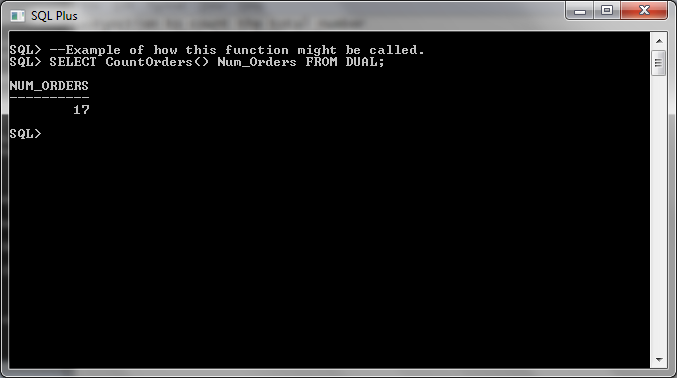 SQL Plus
SQL> --Example of how this function might be called.
SQL> SELECT CountOrders() Num_Orders FROM DUAL;
NUM_ORDERS
----------
17
SQL>